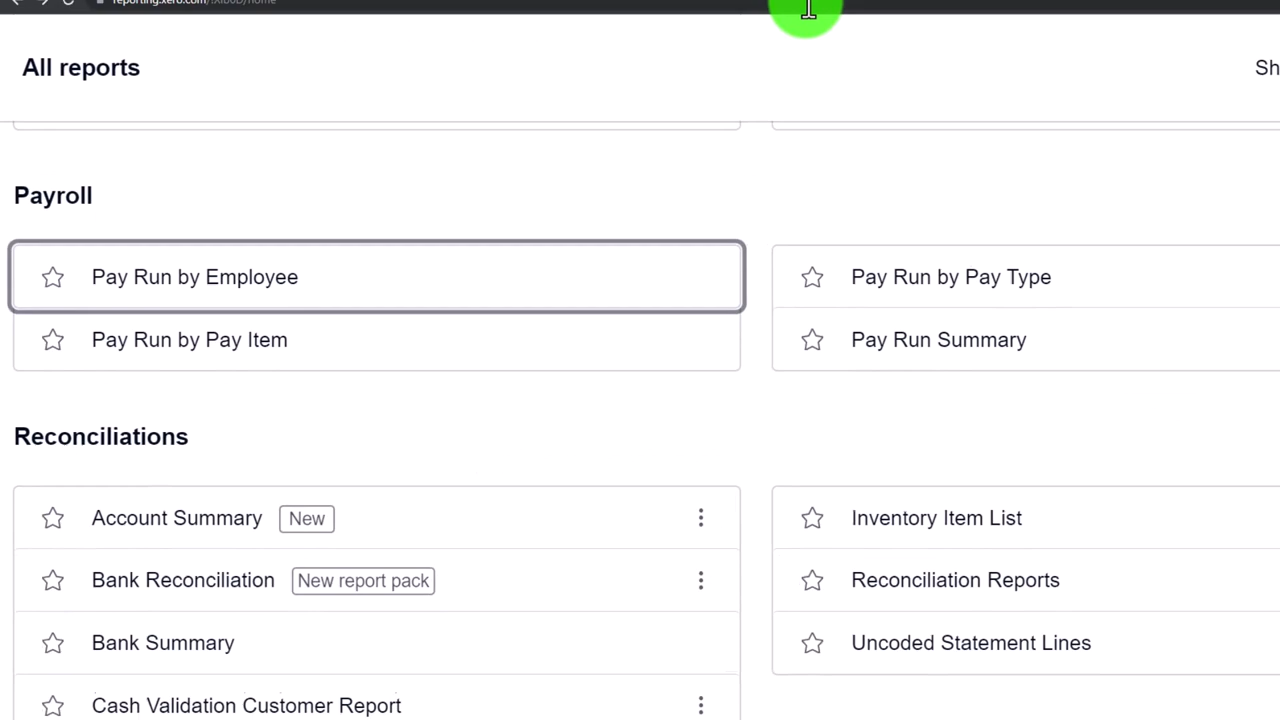 All reports
Sh
Payroll
Pay Run by Employee
Pay Run by Pay Type
Pay Run by Pay Item
Pay Run Summary
Reconciliations
Account Summary New
Inventory Item List
Bank Reconciliation New report pack
Reconciliation Reports
Bank Summary
Uncoded Statement Lines
Cash Validation Customer Report